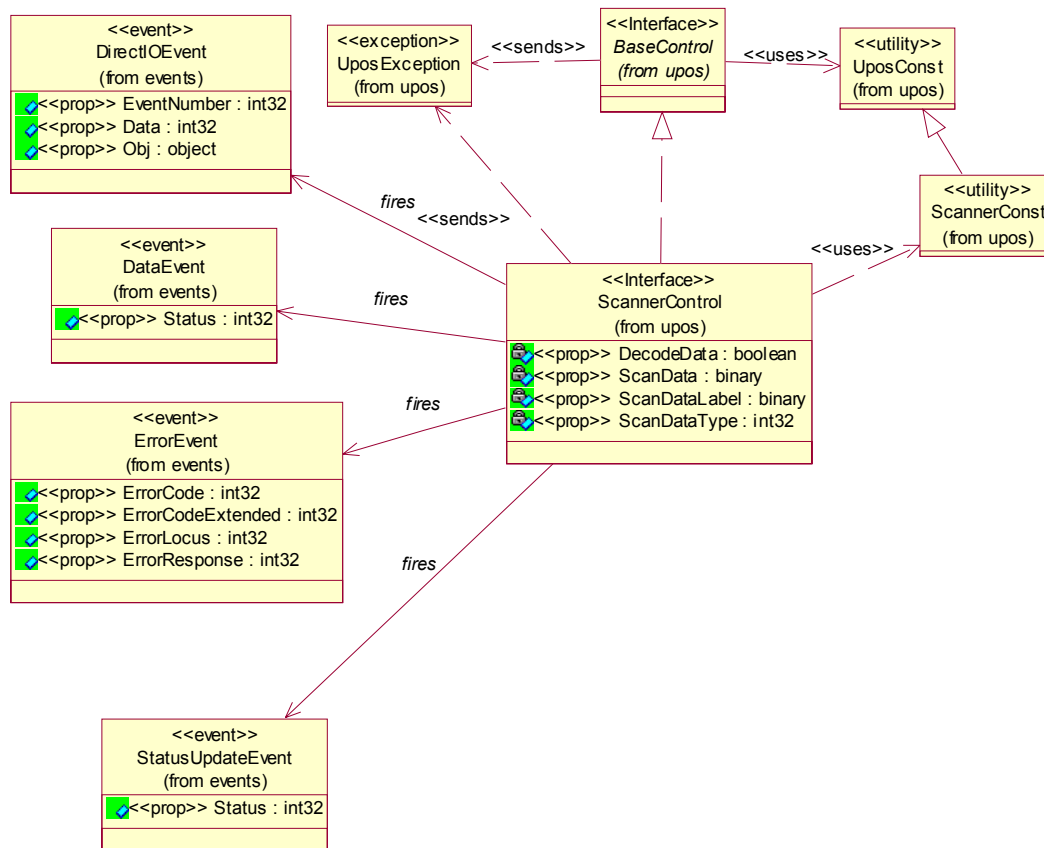 <<event>>
DirectIOEvent
(from events)
<<prop>> EventNumber : int32
<<prop>> Data : int32
<<prop>> Obj : object
<<exception>>
UposException
(from upos)
<<sends>>
<<Interface>>
BaseControl
(from upos)
<<uses>>
<<utility>>
UposConst
(from upos)
<<utility>>
ScannerConst
(from upos)
fires
<<sends>>
<<uses>>
<<event>>
DataEvent
(from events)
<<prop>> Status : int32
fires
<<Interface>>
ScannerControl
(from upos)
<<prop>> DecodeData : boolean
<<prop>> ScanData : binary
<<prop>> ScanDataLabel : binary
<<prop>> ScanDataType : int32
fires
<<event>>
ErrorEvent
(from events)
<<prop>> ErrorCode : int32
<<prop>> ErrorCodeExtended : int32
<<prop>> ErrorLocus : int32
<<prop>> ErrorResponse : int32
fires
<<event>>
StatusUpdateEvent
(from events)
<<prop>> Status : int32